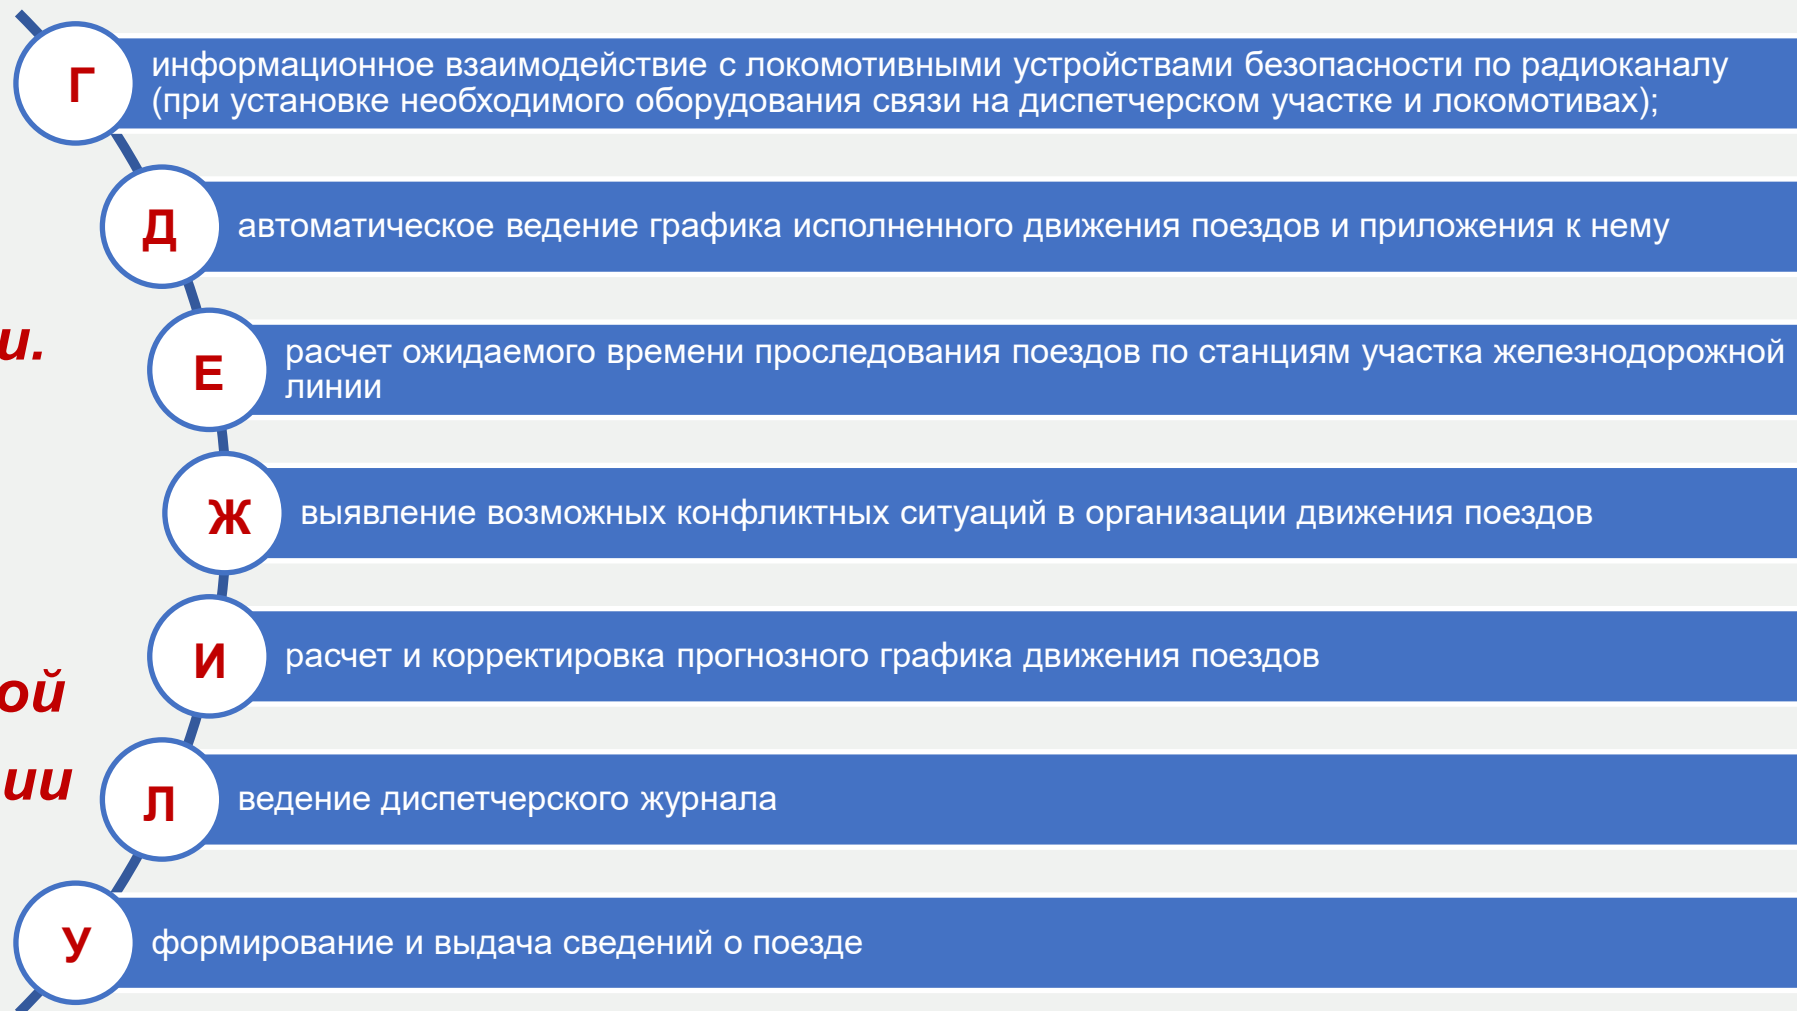 Г
информационное взаимодействие с локомотивными устройствами безопасности по радиоканалу
(при установке необходимого оборудования связи на диспетчерском участке и локомотивах);
Д
автоматическое ведение графика исполненного движения поездов и приложения к нему
и.
Е
расчет ожидаемого времени проследования поездов по станциям участка железнодорожной
линии
Ж
выявление возможных конфликтных ситуаций в организации движения поездов
И
расчет и корректировка прогнозного графика движения поездов
ой
ии
Л
ведение диспетчерского журнала
У
формирование и выдача сведений о поезде